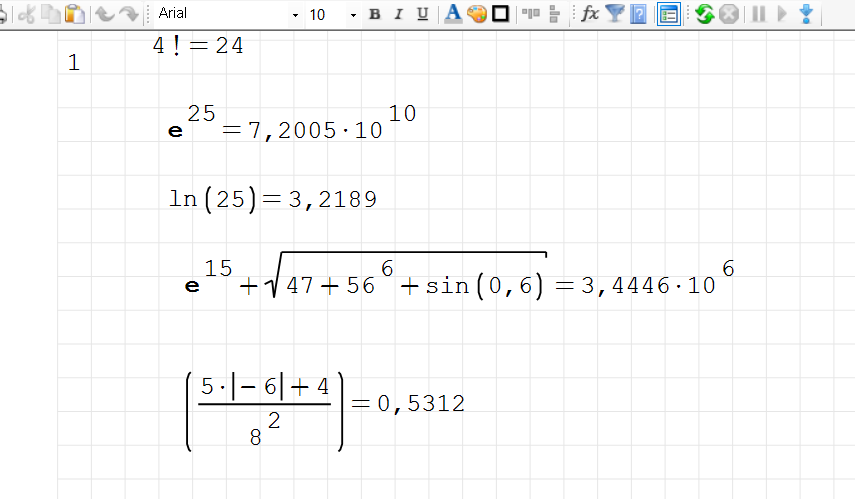 Arial 10 B I U A fx
4!=24
1
e^25=7,2005·10^10
ln(25)=3,2189
e^15+√(47+56^6+sin(0,6))=3,4446·10^6
((5·|-6|+4)/8^2)=0,5312